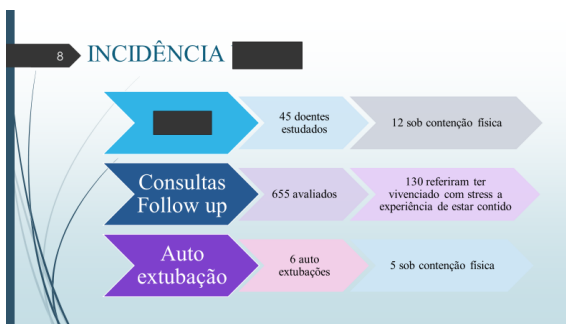 8
INCIDÊNCIA
45 doentes
estudados
12 sob contenção física
Consultas
Follow up
655 avaliados
130 referiram ter
vivenciado com stress a
experiência de estar contido
Auto
extubação
6 auto
extubações
5 sob contenção física